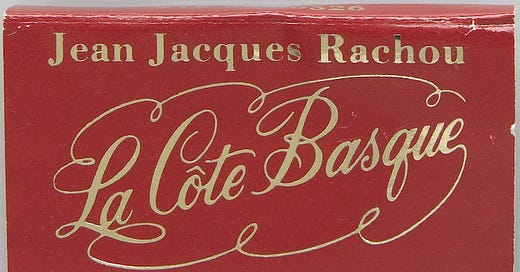 Jean Jacques Rachou
La Côte Basque